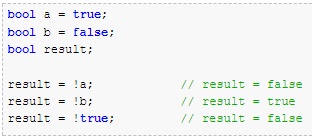 bool a = true;
bool b = false;
bool result;

result = !a;           // result = false
result = !b;           // result = true
result = !true;        // result = false